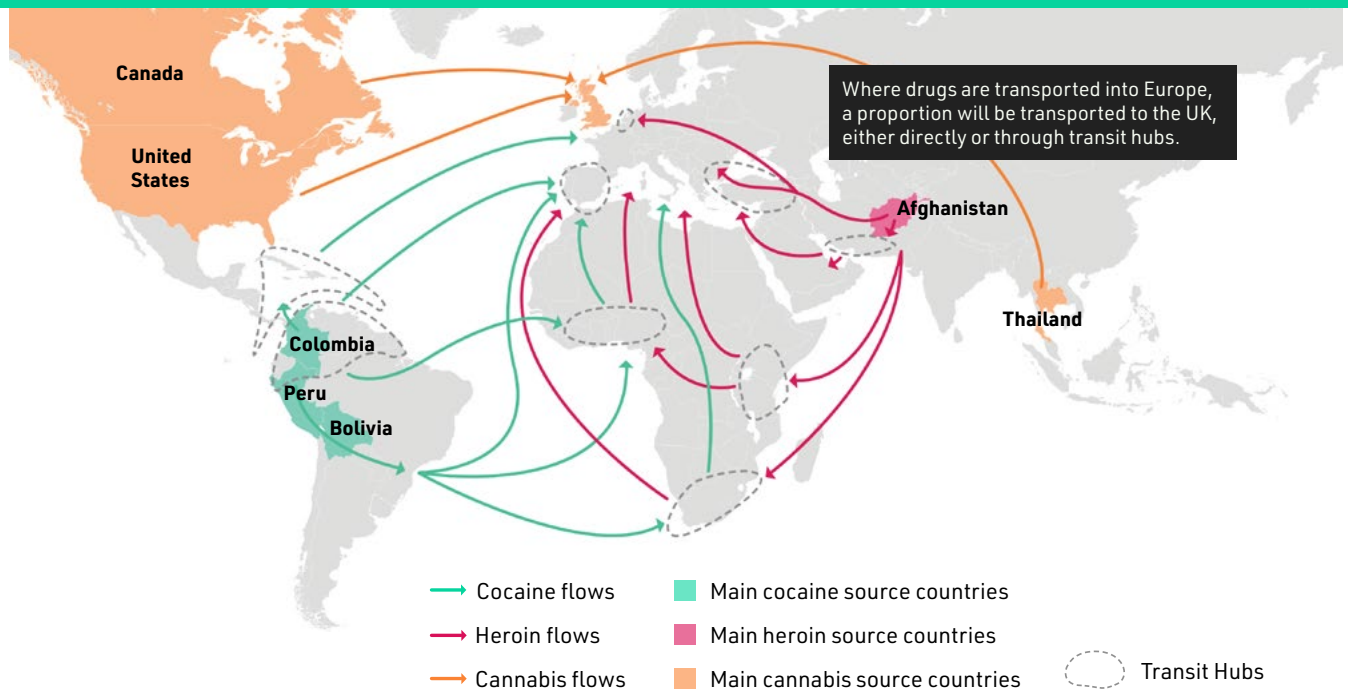 Canada
United
States
Where drugs are transported into Europe,
a proportion will be transported to the UK,
either directly or through transit hubs.
Afghanistan
Thailand
Colombia
Peru
Bolivia
Cocaine flows
Main cocaine source countries
Heroin flows
Main heroin source countries
Cannabis flows
Main cannabis source countries
Transit Hubs